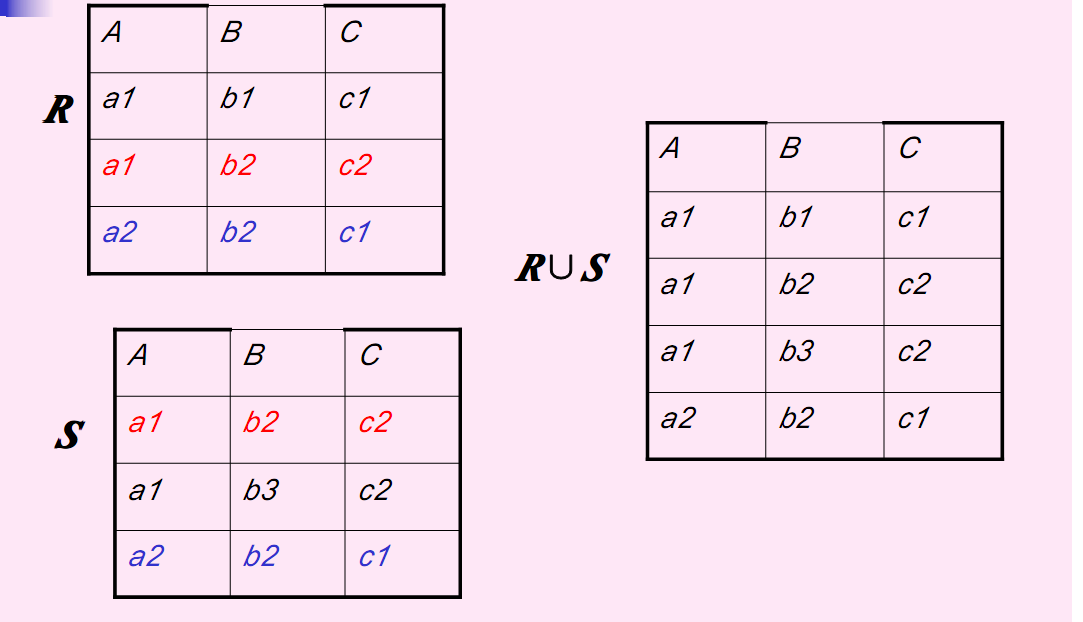 R
A B C
a1 b1 c1
a1 b2 c2
a2 b2 c1
S
A B C
a1 b2 c2
a1 b3 c2
a2 b2 c1
R∪S
A B C
a1 b1 c1
a1 b2 c2
a1 b3 c2
a2 b2 c1